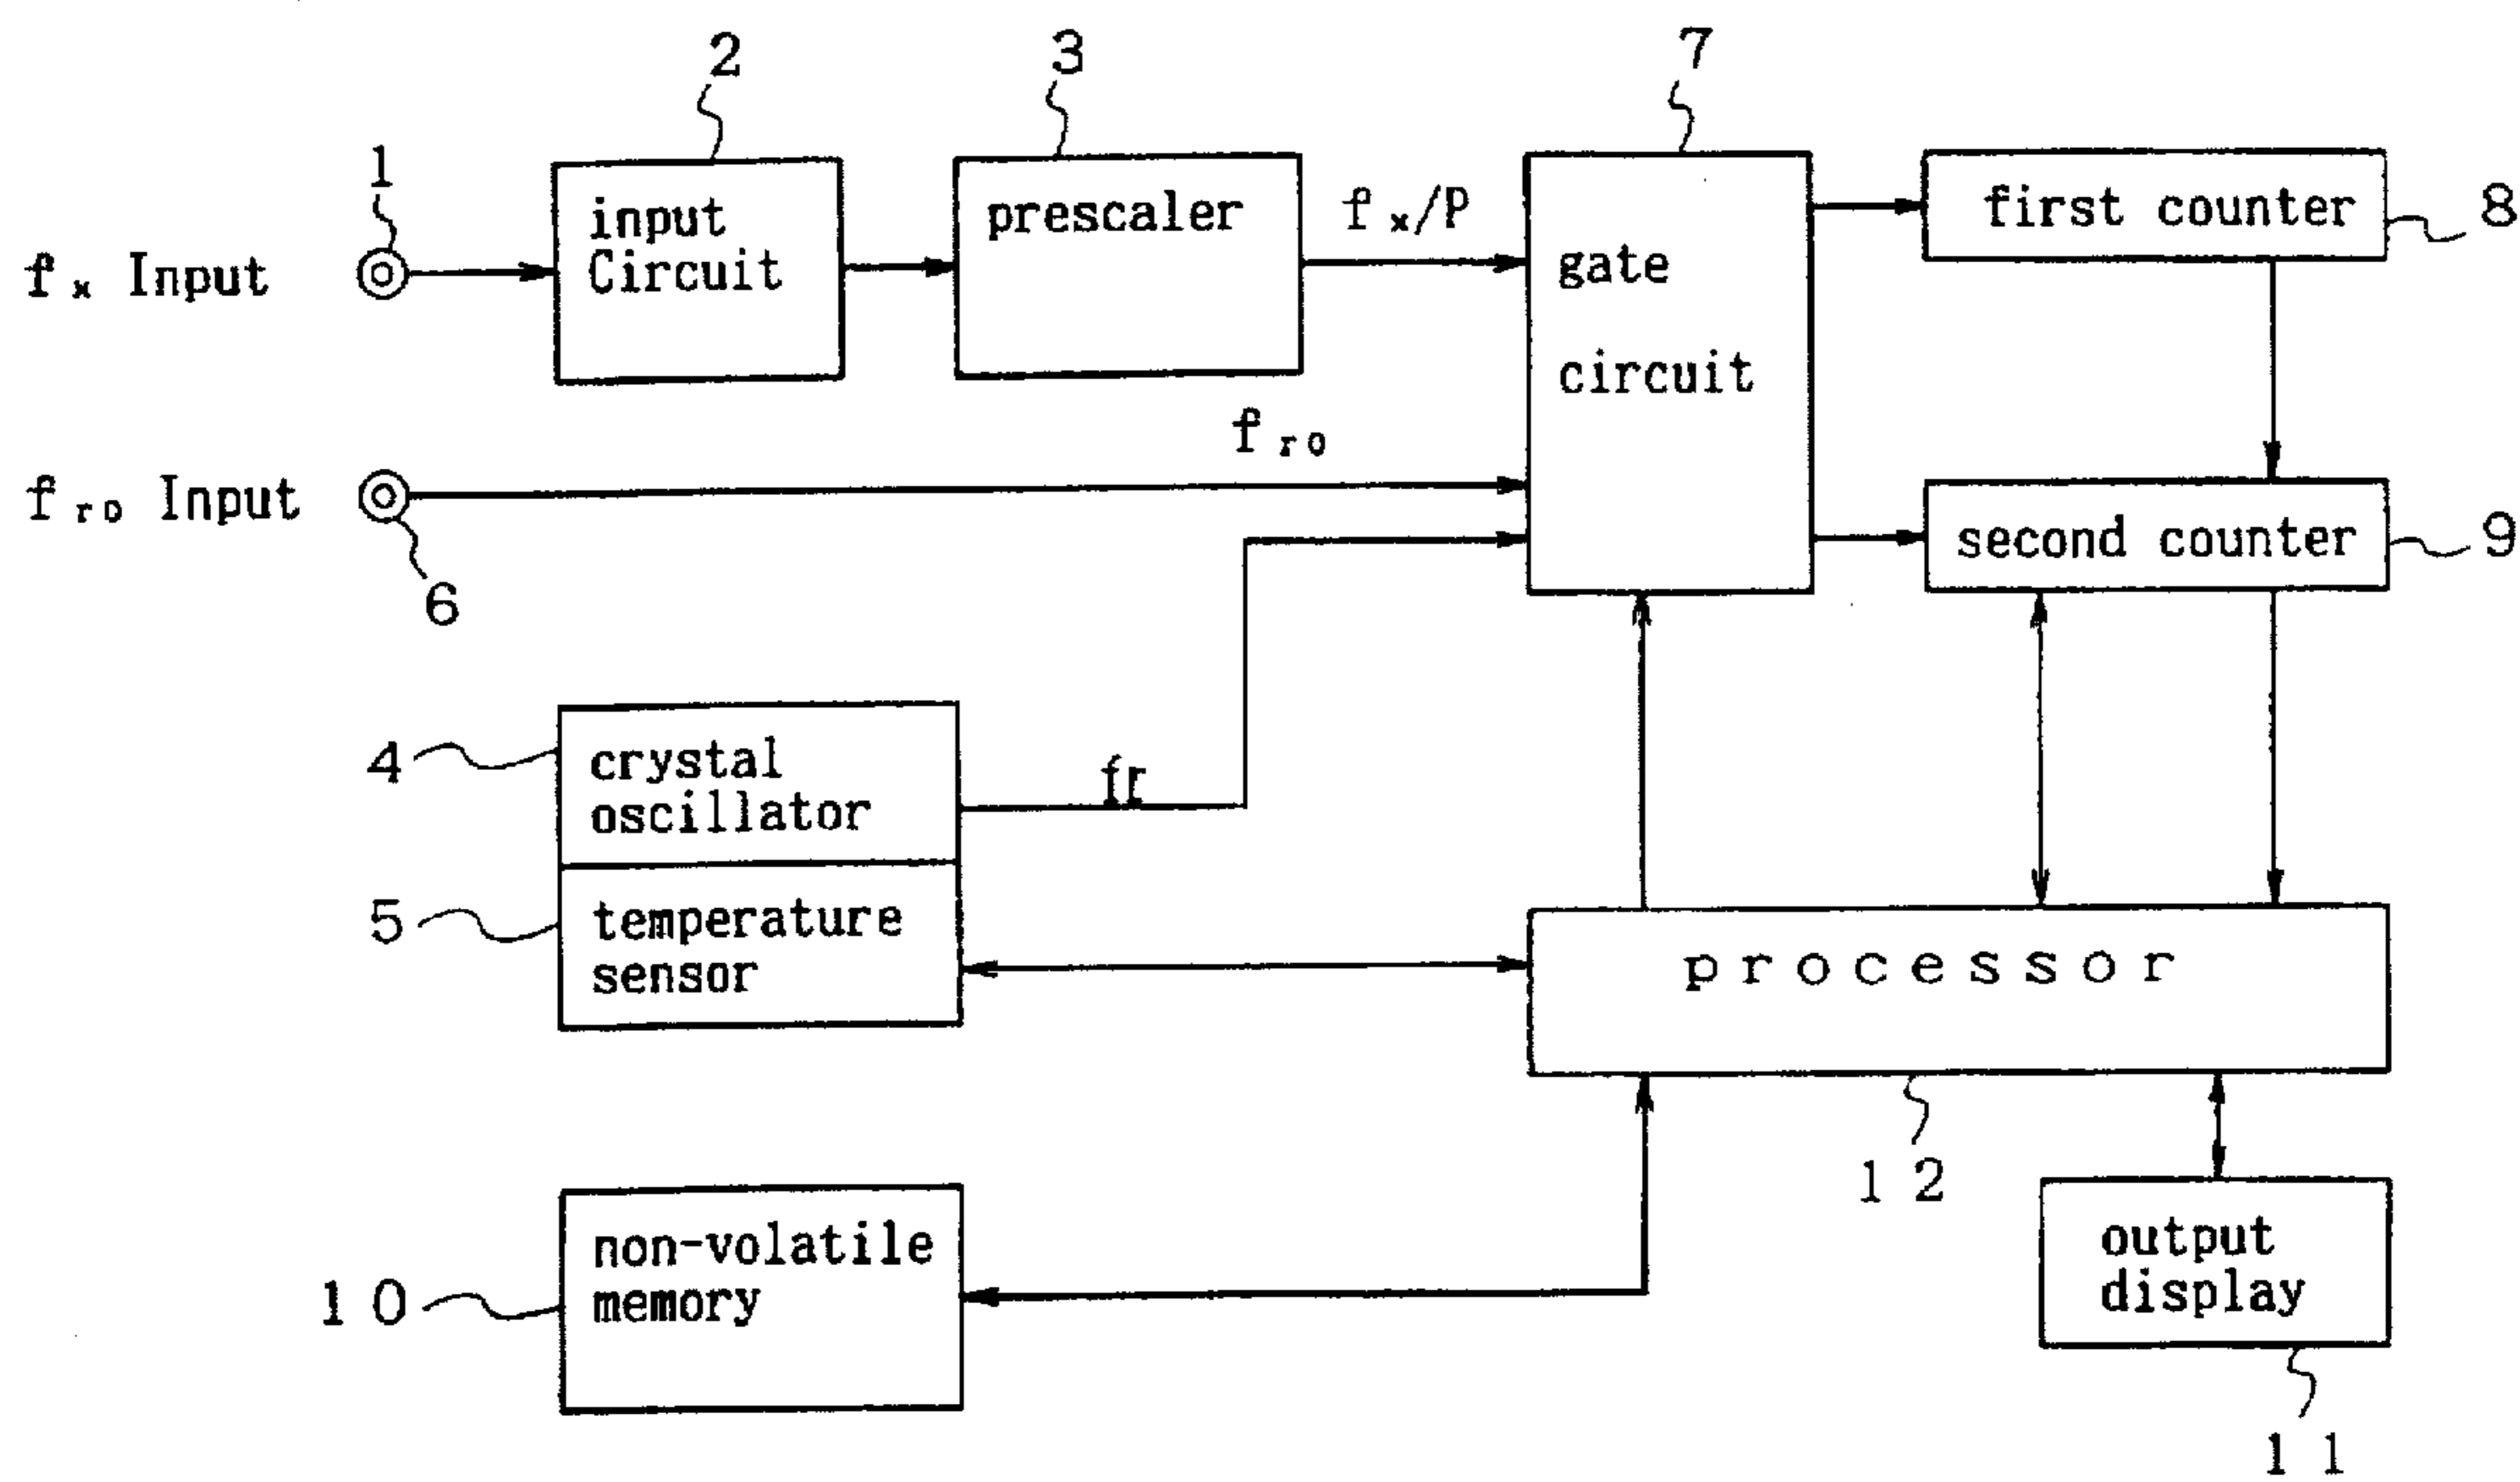 2
3
7
1
input
Circuit
prescaler
fx/P
gate
circuit
first counter
8
fx Input
fro
fro Input
6
second counter
9
4
crystal
oscillator
fr
5
temperature
sensor
processor
12
10
non-volatile
memory
output
display
11